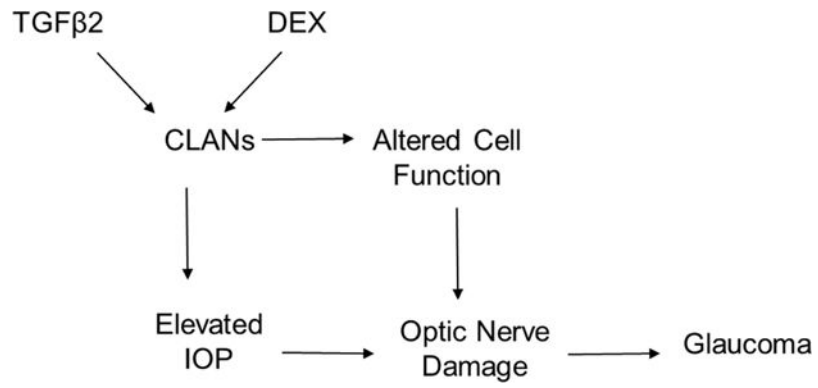 TGFβ2
DEX
CLANs
Altered Cell
Function
Elevated
IOP
Optic Nerve
Damage
Glaucoma